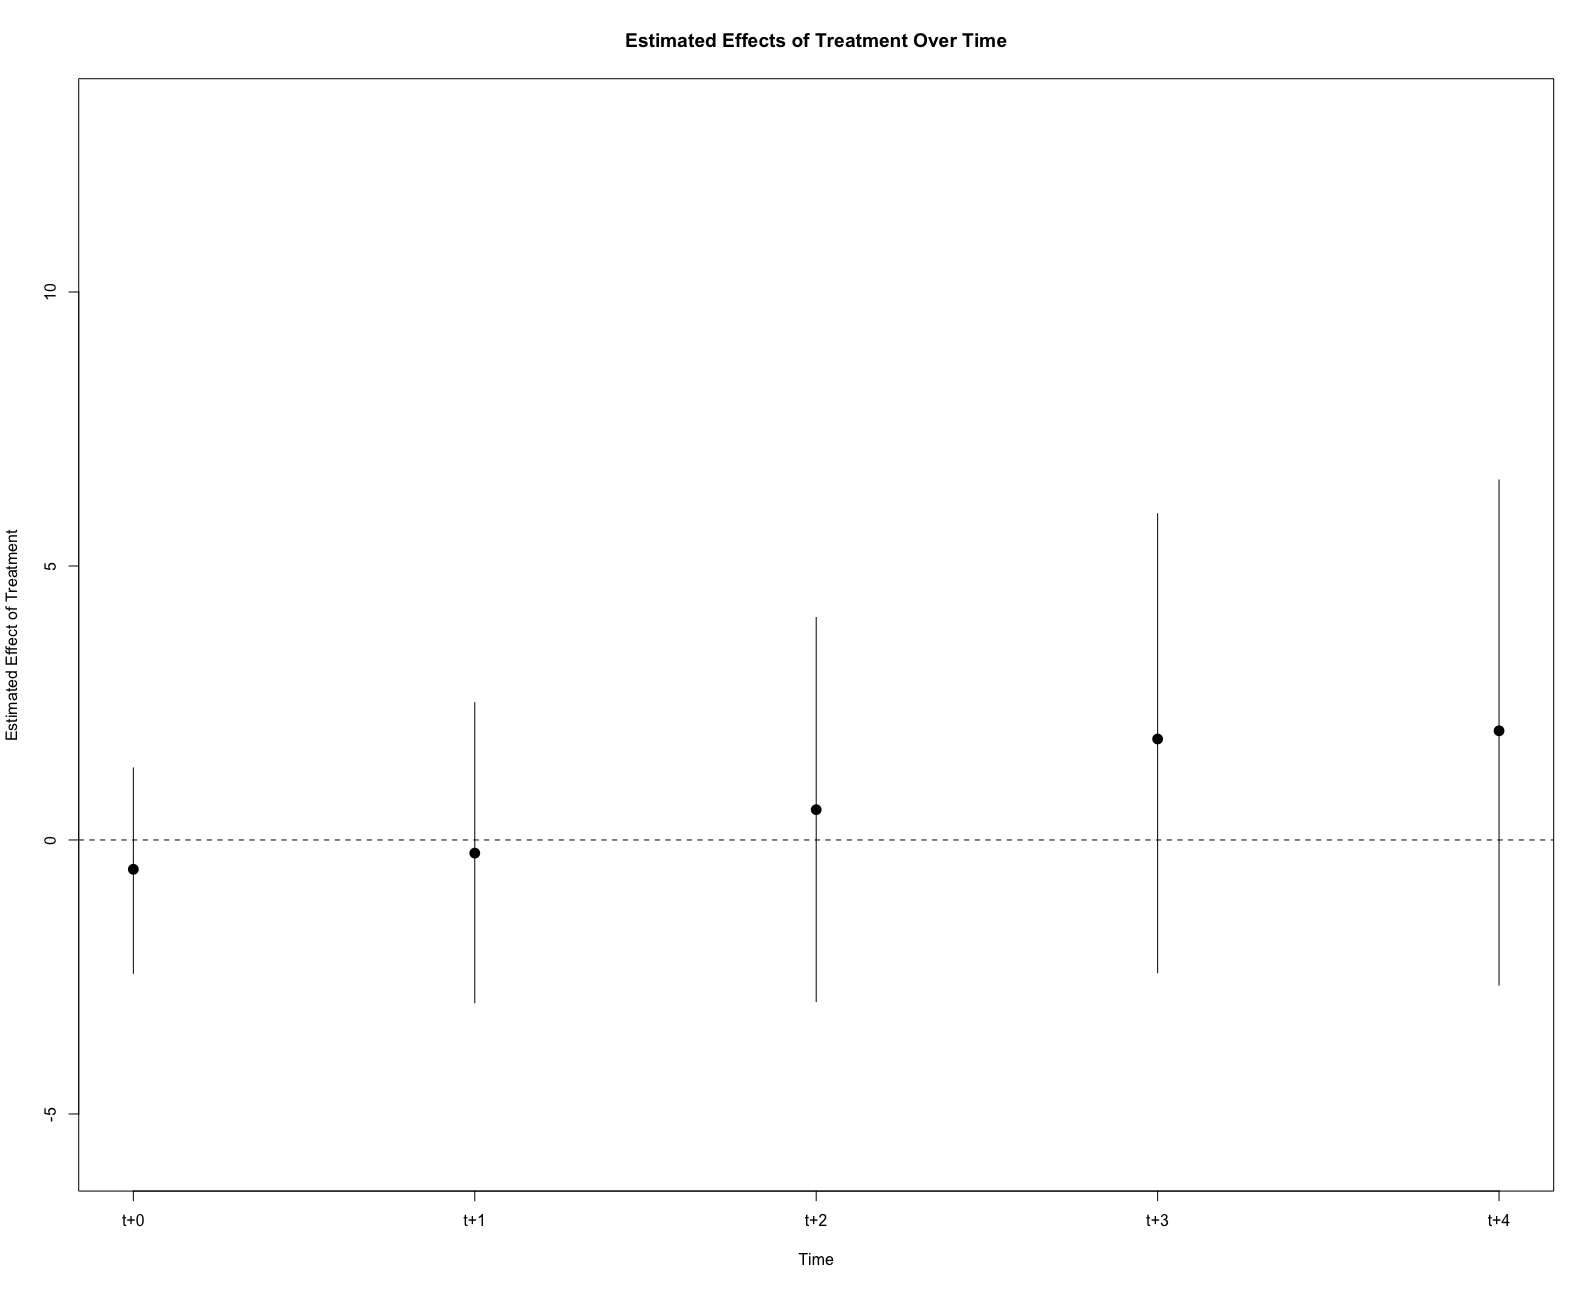 Estimated Effects of Treatment Over Time
Estimated Effect of Treatment
10
5
0
-5
t+0 t+1 t+2 t+3 t+4
Time